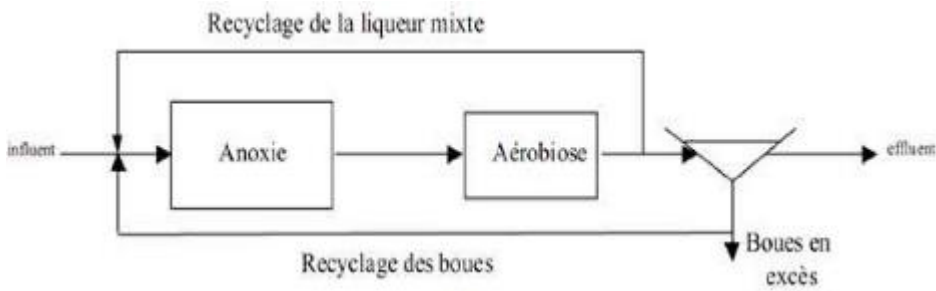 Recyclage de la liqueur mixte
influent
Anoxie
Aérobiose
effluent
Recyclage des boues
Boues en
excès